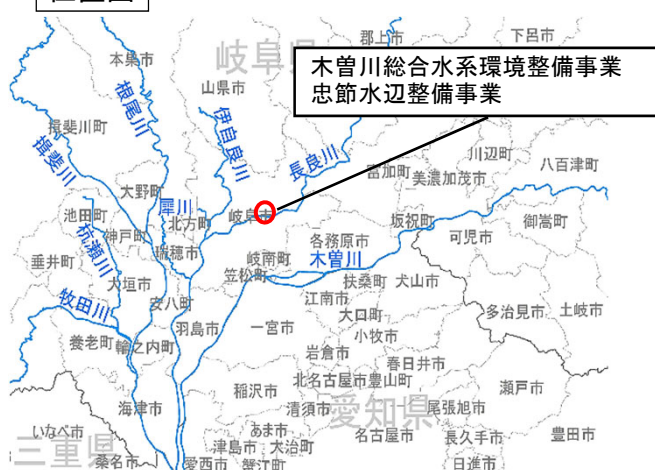 木曽川総合水系環境整備事業
忠節水辺整備事業
郡上市
下呂市
本巣市
岐阜県
山県市
根尾川
伊自良川
揖斐川町
揖斐川
長良川
富加町
川辺町
美濃加茂市
八百津町
大野町
池田町
犀川
北方町
岐阜市
坂祝町
御嵩町
神戸町
杭瀬川
瑞穂市
各務原市
可児市
垂井町
岐南町
木曽川
大垣市
笠松町
扶桑町
犬山市
安八町
江南市
牧田川
羽島市
一宮市
大口町
多治見市
土岐市
養老町
輪之内町
小牧市
岩倉市
春日井市
北名古屋市
豊山町
瀬戸市
稲沢市
海津市
清須市
愛知県
尾張旭市
いなべ市
あま市
名古屋市
長久手市
豊田市
三重県
津島市
大治町
桑名市
愛西市
蟹江町
日進市